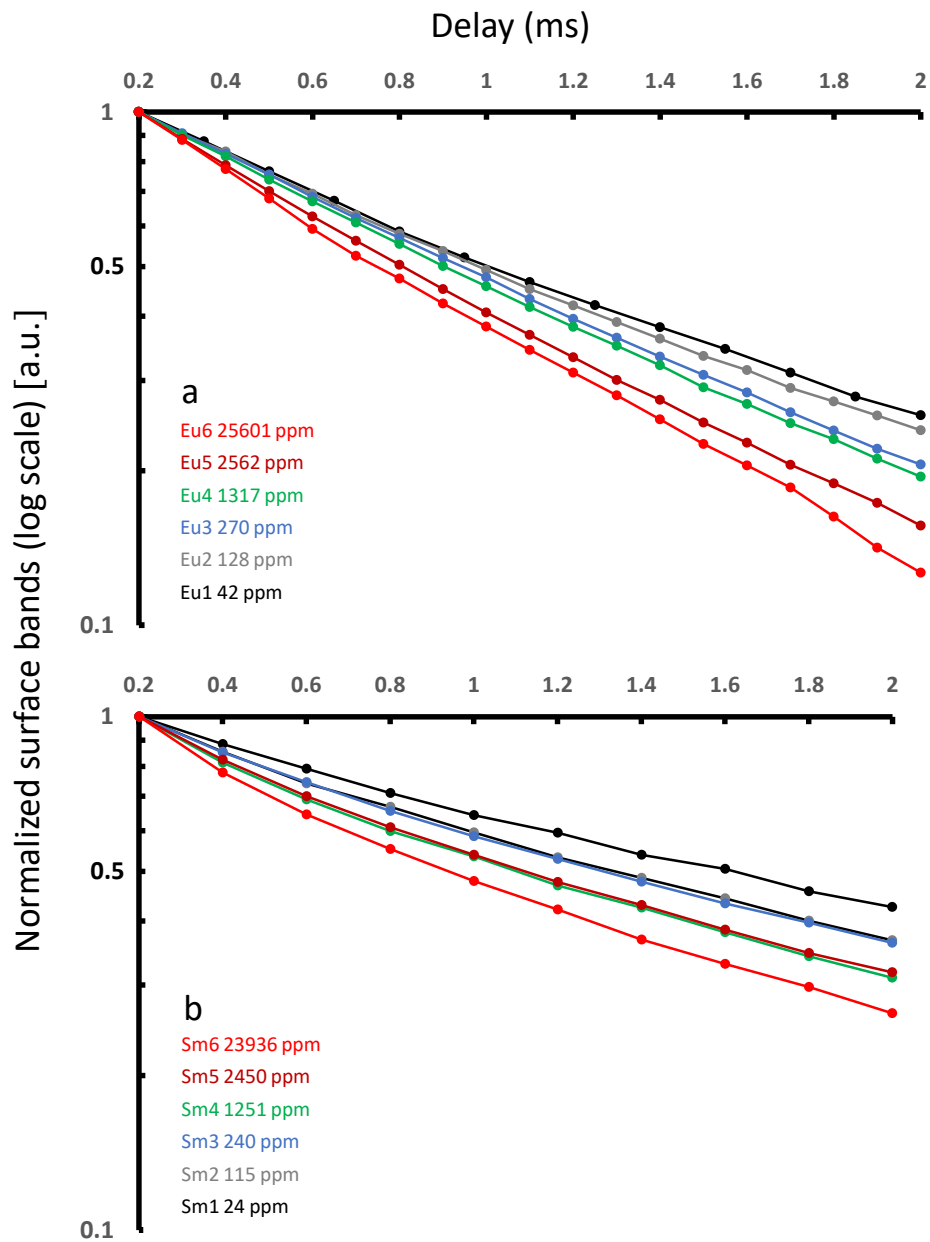 Delay (ms)
0.2 0.4 0.6 0.8 1 1.2 1.4 1.6 1.8 2
1
0.5
0.1
a
Eu6 25601 ppm
Eu5 2562 ppm
Eu4 1317 ppm
Eu3 270 ppm
Eu2 128 ppm
Eu1 42 ppm
Normalized surface bands (log scale) [a.u.]
0.2 0.4 0.6 0.8 1 1.2 1.4 1.6 1.8 2
1
0.5
0.1
b
Sm6 23936 ppm
Sm5 2450 ppm
Sm4 1251 ppm
Sm3 240 ppm
Sm2 115 ppm
Sm1 24 ppm